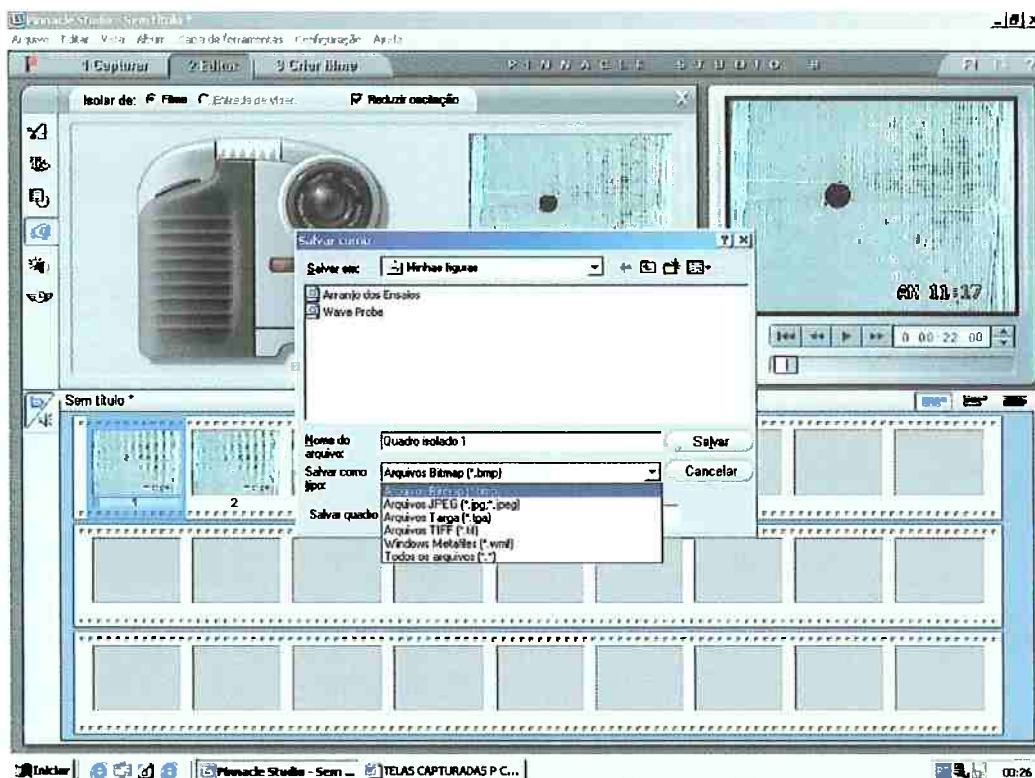 Pinnacle Studio - Sem título *
Arquivo Editar Vista Álbum Caixa de ferramentas Configuração Ajuda
1 Capturar 2 Editar 3 Criar filme PINNACLE STUDIO
Isolar de: Filme Entrada de vídeo Reduzir oscilação
AM 11:17
0:00:22.00
Salvar como
Salvar em: Minhas figuras
Arranjo dos Ensaios
Wave Probe
Nome do arquivo: Quadro isolado 1 Salvar
Salvar como tipo: Arquivos Bitmap (*.bmp) Cancelar
Arquivos Bitmap (*.bmp)
Arquivos JPEG (*.jpg;*.jpeg)
Arquivos Targa (*.tga)
Arquivos TIFF (*.tif)
Windows Metafiles (*.wmf)
Todos os arquivos (*.*)
Salvar quadro
Sem título *
1 2
Iniciar Pinnacle Studio - Sem ... TELAS CAPTURADAS P C... PT 00:26